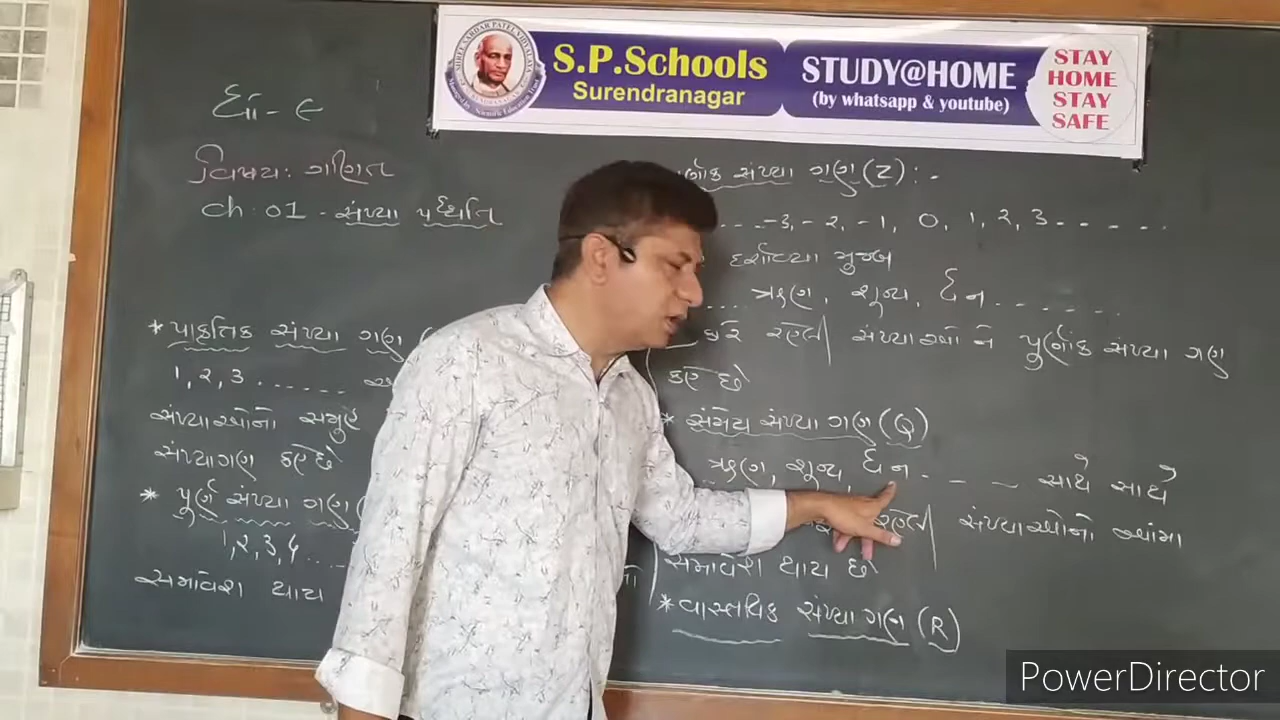 S.P.Schools
Surendranagar
STUDY@HOME
(by whatsapp & youtube)
STAY
HOME
STAY
SAFE
ધો - ૯
વિષય: ગણિત
ch: 01 - સંખ્યા પદ્ધતિ
* પ્રાકૃતિક સંખ્યા ગણ (
1, 2, 3 . . . . . .
સંખ્યાઓનો સમુહ
સંખ્યાગણ કહે છે
* પૂર્ણ સંખ્યા ગણ (
1, 2, 3, 4 . . . .
સમાવેશ થાય
સંખ્યા ગણ (Z) : -
. . . -3, - 2, - 1, 0, 1, 2, 3 - - - - .
દર્શાવ્યા મુજબ
. . . . ઋણ, શૂન્ય, ધન . . . . . .
રહેલી સંખ્યાઓ ને પૂર્ણાંક સંખ્યા ગણ
કહે છે
* સંમેય સંખ્યા ગણ (Q)
ઋણ, શૂન્ય, ધન - - - સાથે સાથે
રહેલી સંખ્યાઓનો આમાં
સમાવેશ થાય છે
* વાસ્તવિક સંખ્યા ગણ (R)
PowerDirector